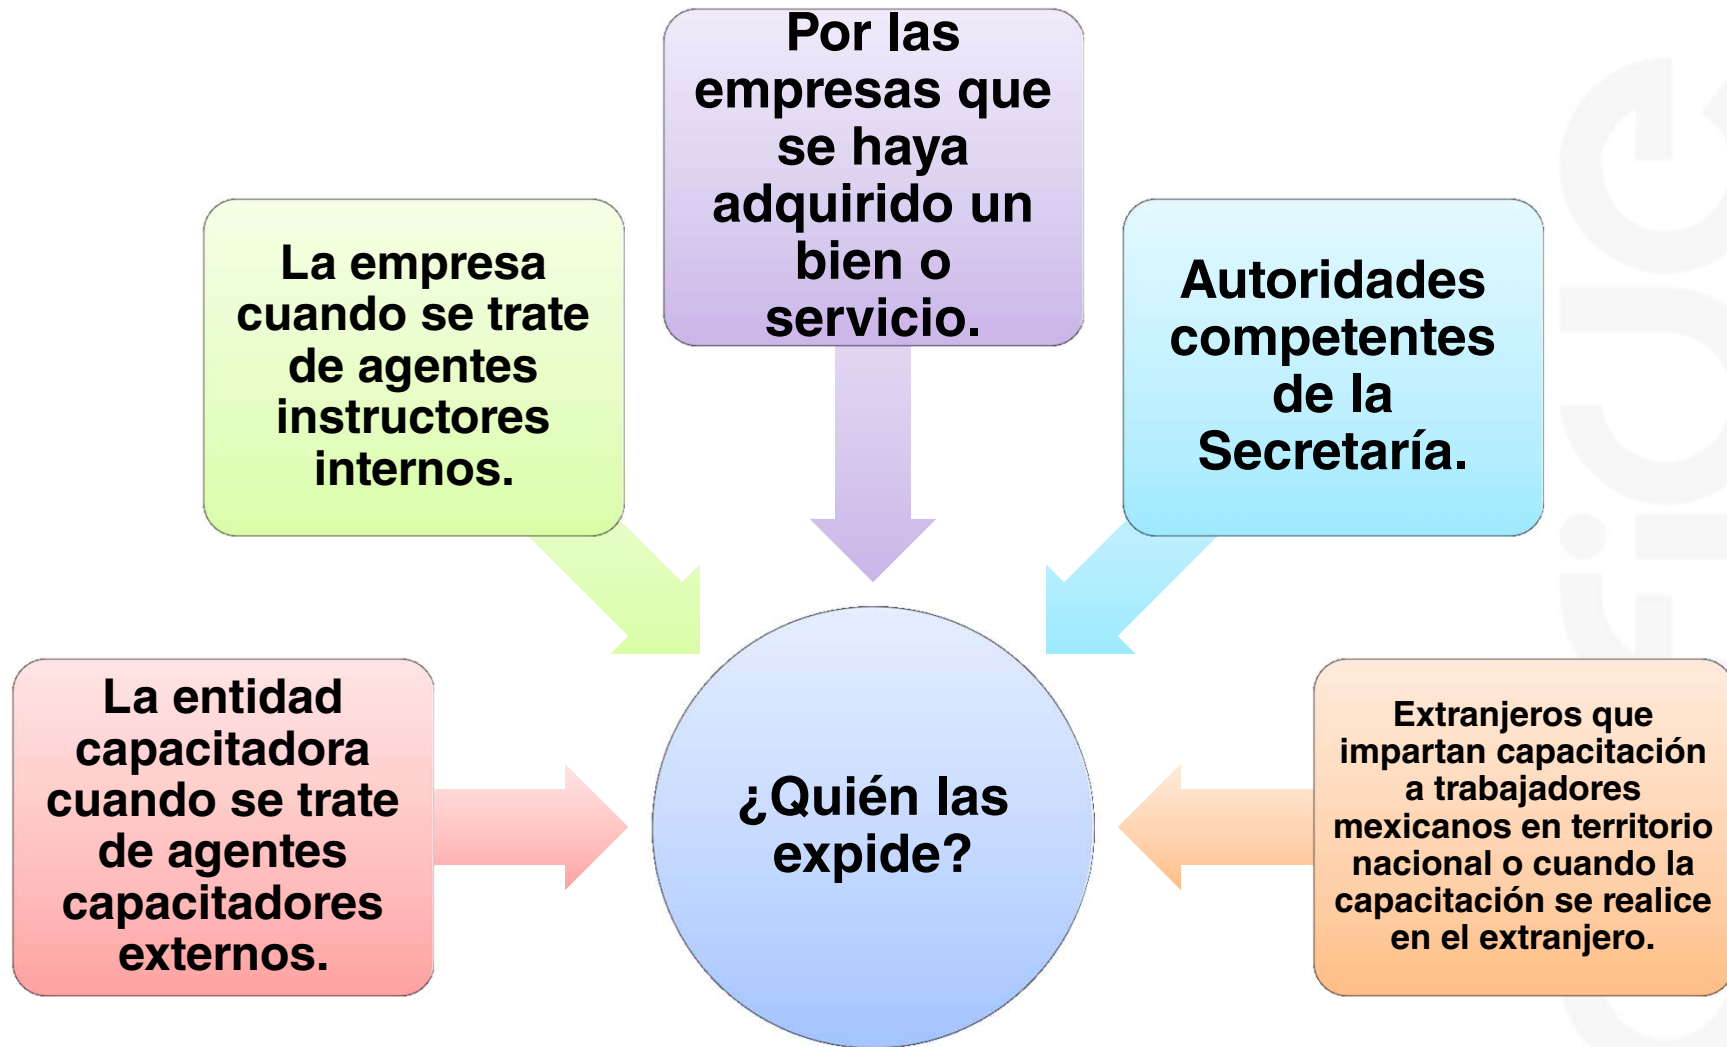 Por las
empresas que
se haya
adquirido un
bien o
servicio.
La empresa
cuando se trate
de agentes
instructores
internos.
Autoridades
competentes
de la
Secretaría.
La entidad
capacitadora
cuando se trate
de agentes
capacitadores
externos.
¿Quién las
expide?
Extranjeros que
impartan capacitación
a trabajadores
mexicanos en territorio
nacional o cuando la
capacitación se realice
en el extranjero.